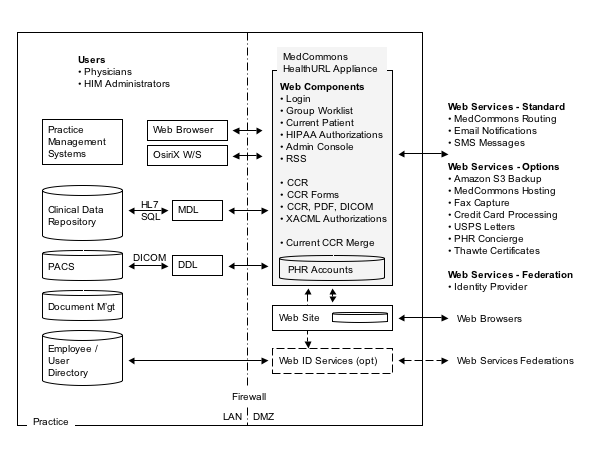 Users
• Physicians
• HIM Administrators
MedCommons
HealthURL Appliance
Web Components
• Login
• Group Worklist
• Current Patient
• HIPAA Authorizations
• Admin Console
• RSS
• CCR
• CCR Forms
• CCR, PDF, DICOM
• XACML Authorizations
• Current CCR Merge
PHR Accounts
Practice
Management
Systems
Web Browser
OsiriX W/S
Clinical Data
Repository
HL7
SQL
MDL
PACS
DICOM
DDL
Document M'gt
Employee /
User
Directory
Web Site
Web ID Services (opt)
Firewall
LAN
DMZ
Practice
Web Services - Standard
• MedCommons Routing
• Email Notifications
• SMS Messages
Web Services - Options
• Amazon S3 Backup
• MedCommons Hosting
• Fax Capture
• Credit Card Processing
• USPS Letters
• PHR Concierge
• Thawte Certificates
Web Services - Federation
• Identity Provider
Web Browsers
Web Services Federations